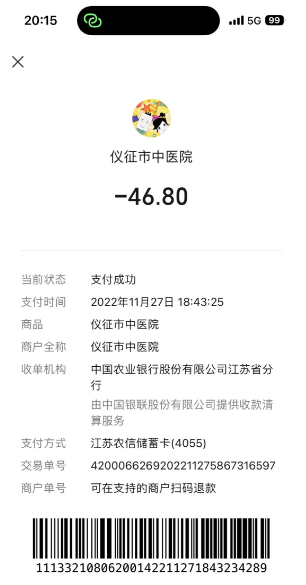 20:15
5G 99
仪征市中医院
-46.80
当前状态 支付成功
支付时间 2022年11月27日 18:43:25
商品 仪征市中医院
商户全称 仪征市中医院
收单机构 中国农业银行股份有限公司江苏省分
行
由中国银联股份有限公司提供收款清
算服务
支付方式 江苏农信储蓄卡(4055)
交易单号 4200066269202211275867316597
商户单号 可在支持的商户扫码退款
11133210806200142211271843234289